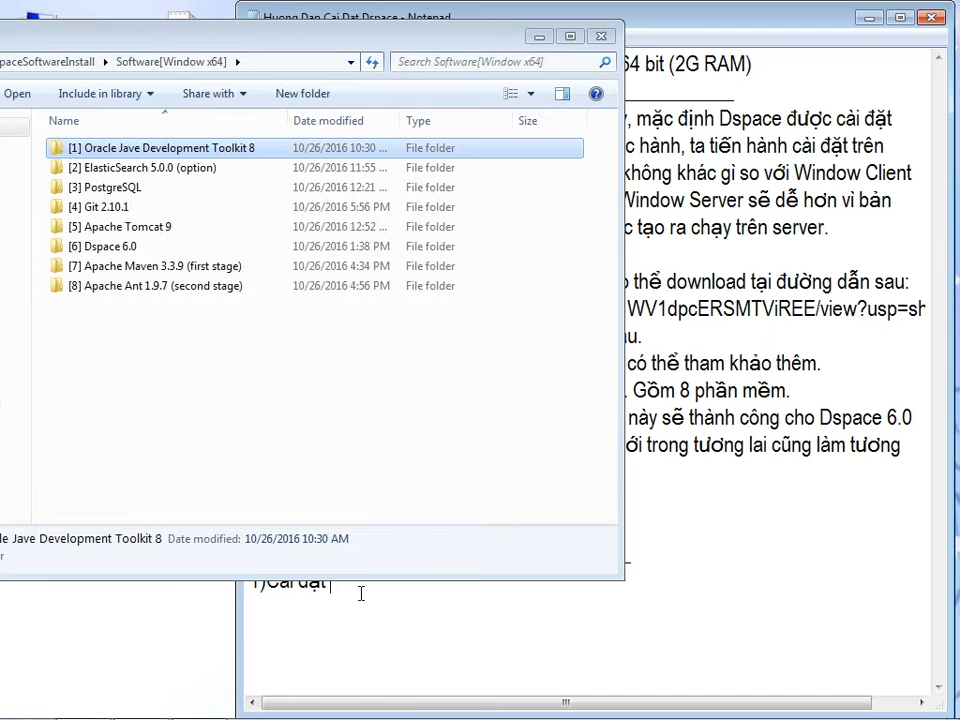 Huong Dan Cai Dat Dspace - Notepad
paceSoftwareInstall Software[Window x64]
Search Software[Window x64]
Open Include in library Share with New folder
Name Date modified Type Size
[1] Oracle Jave Development Toolkit 8 10/26/2016 10:30 ... File folder
[2] ElasticSearch 5.0.0 (option) 10/26/2016 11:55 ... File folder
[3] PostgreSQL 10/26/2016 12:21 ... File folder
[4] Git 2.10.1 10/26/2016 5:56 PM File folder
[5] Apache Tomcat 9 10/26/2016 12:52 ... File folder
[6] Dspace 6.0 10/26/2016 1:38 PM File folder
[7] Apache Maven 3.3.9 (first stage) 10/26/2016 4:34 PM File folder
[8] Apache Ant 1.9.7 (second stage) 10/26/2016 4:56 PM File folder
le Jave Development Toolkit 8 Date modified: 10/26/2016 10:30 AM
r
64 bit (2G RAM)
y, mặc định Dspace được cài đặt
c hành, ta tiến hành cài đặt trên
không khác gì so với Window Client
Window Server sẽ dễ hơn vì bản
c tạo ra chạy trên server.
ó thể download tại đường dẫn sau:
WV1dpcERSMTViREE/view?usp=sh
au.
có thể tham khảo thêm.
. Gồm 8 phần mềm.
này sẽ thành công cho Dspace 6.0
ới trong tương lai cũng làm tương
1)Cài đặt